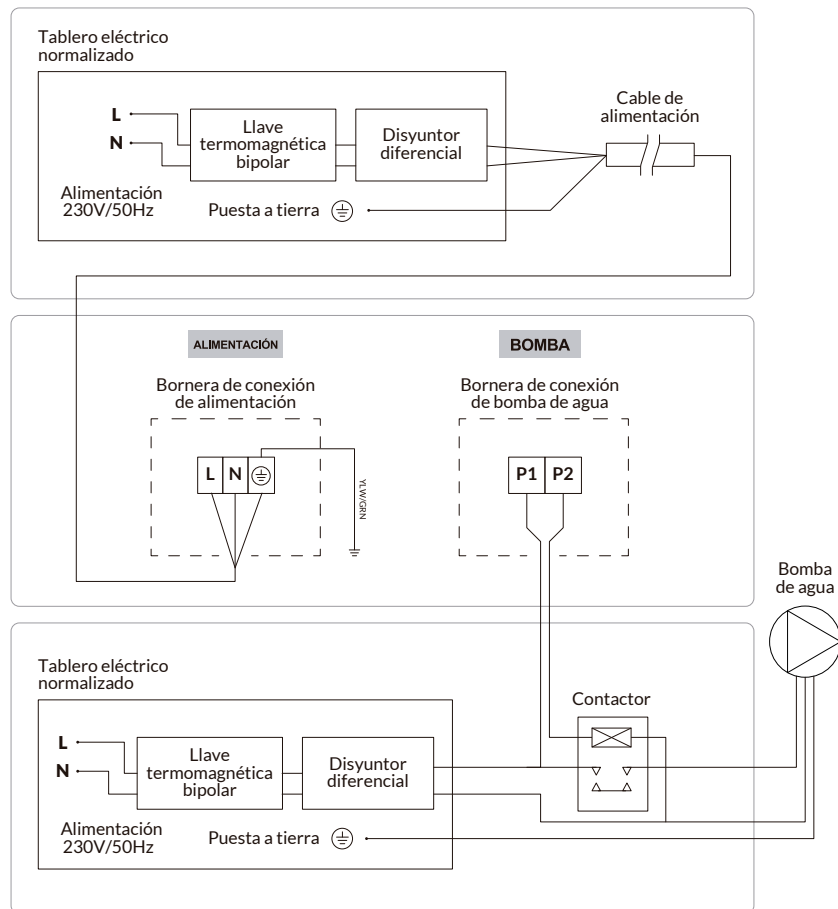 Tablero eléctrico
normalizado
L
N
Llave
termomagnética
bipolar
Disyuntor
diferencial
Cable de
alimentación
Alimentación
230V/50Hz
Puesta a tierra
ALIMENTACIÓN
BOMBA
Bornera de conexión
de alimentación
Bornera de conexión
de bomba de agua
L N
P1 P2
YLW/GRN
Bomba
de agua
Tablero eléctrico
normalizado
Contactor
L
N
Llave
termomagnética
bipolar
Disyuntor
diferencial
Alimentación
230V/50Hz
Puesta a tierra